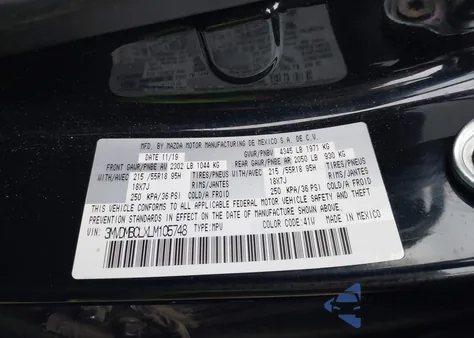 MFD. BY MAZDA MOTOR MANUFACTURING DE MEXICO S.A. DE C.V.
DATE 11/19 GVWR/PNBV 4345 LB 1971 KG
FRONT GAWR/PNBE AV 2302 LB 1044 KG REAR GAWR/PNBE AR 2050 LB 930 KG
WITH/AVEC 215 /55R18 95H TIRES/PNEUS WITH/AVEC 215 /55R18 95H TIRES/PNEUS
18X7J RIMS/JANTES 18X7J RIMS/JANTES
250 KPA/36 PSI COLD/A FROID 250 KPA/36 PSI COLD/A FROID
THIS VEHICLE CONFORMS TO ALL APPLICABLE FEDERAL MOTOR VEHICLE SAFETY AND THEFT
PREVENTION STANDARDS IN EFFECT ON THE DATE OF MANUFACTURE SHOWN ABOVE.
VIN: 3MVDMBCLXLM105748 TYPE: MPV COLOR CODE: 41W MADE IN MEXICO